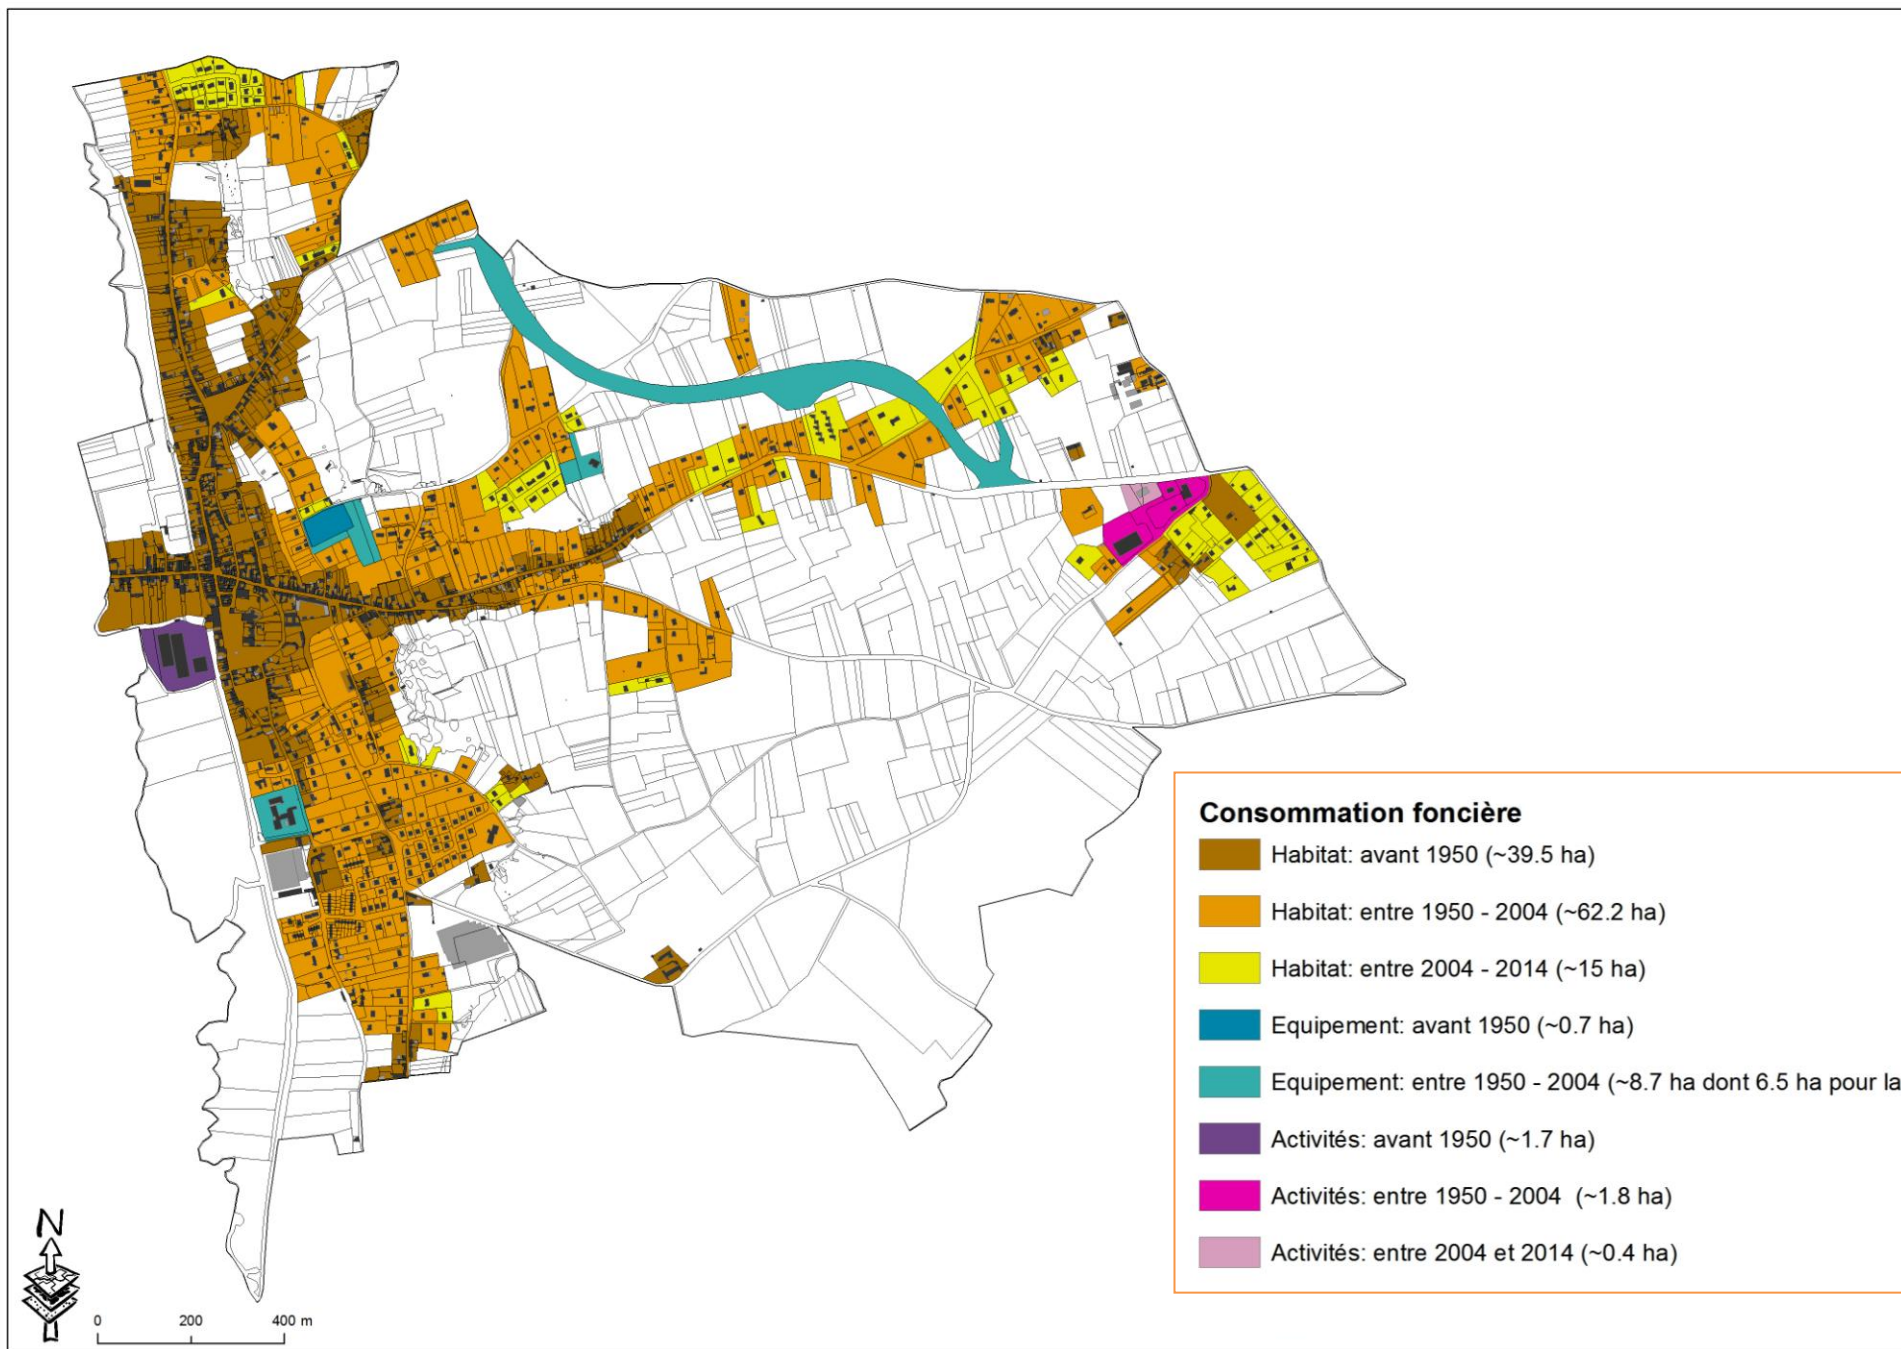 Consommation foncière
Habitat: avant 1950 (~39.5 ha)
Habitat: entre 1950 - 2004 (~62.2 ha)
Habitat: entre 2004 - 2014 (~15 ha)
Equipement: avant 1950 (~0.7 ha)
Equipement: entre 1950 - 2004 (~8.7 ha dont 6.5 ha pour la
Activités: avant 1950 (~1.7 ha)
Activités: entre 1950 - 2004 (~1.8 ha)
Activités: entre 2004 et 2014 (~0.4 ha)
N
0 200 400 m